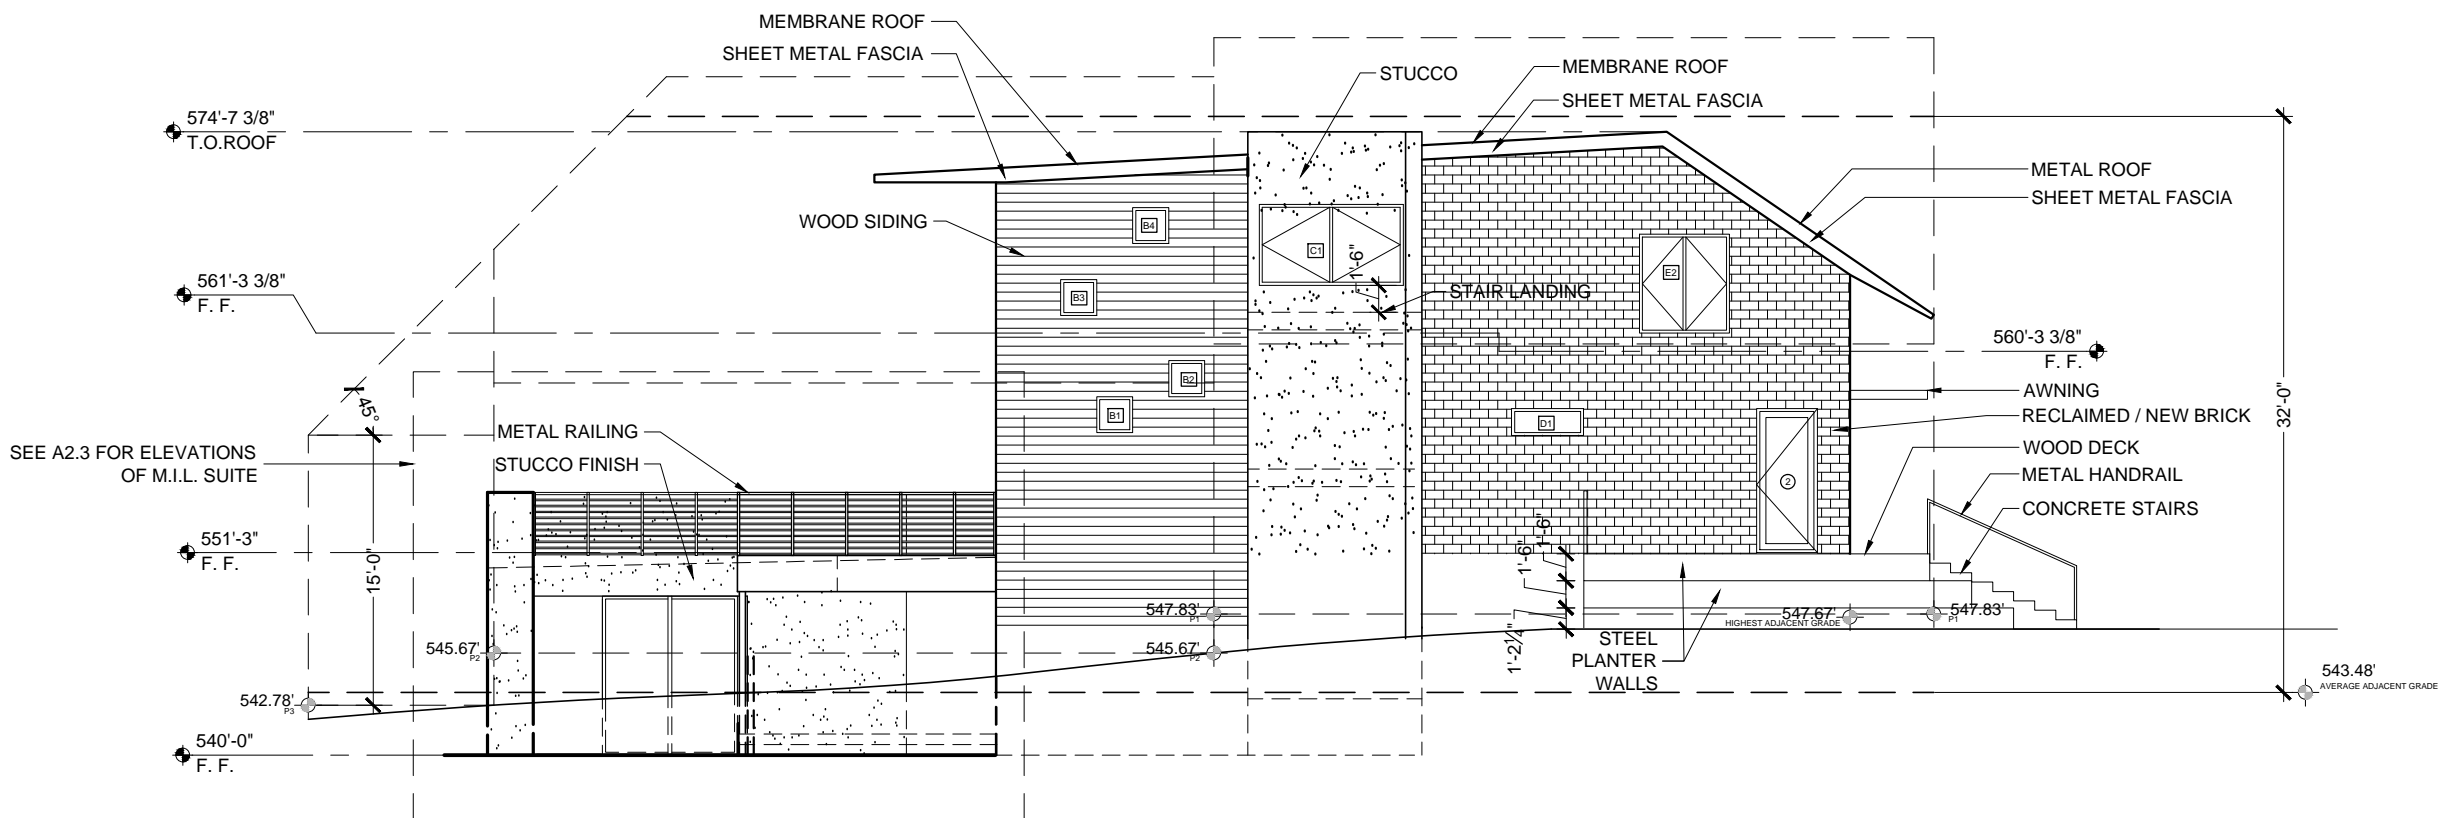 MEMBRANE ROOF
SHEET METAL FASCIA
STUCCO
MEMBRANE ROOF
SHEET METAL FASCIA
574'-7 3/8"
T.O.ROOF
METAL ROOF
SHEET METAL FASCIA
WOOD SIDING
B4
C1
1'-6"
E2
561'-3 3/8"
F. F.
B3
STAIR LANDING
560'-3 3/8"
F. F.
B2
AWNING
45°
B1
D1
RECLAIMED / NEW BRICK
32'-0"
METAL RAILING
WOOD DECK
SEE A2.3 FOR ELEVATIONS
OF M.I.L. SUITE
STUCCO FINISH
METAL HANDRAIL
2
CONCRETE STAIRS
551'-3"
F. F.
15'-0"
1'-6"
1'-6"
1'-2¼"
547.83'
P1
547.67'
HIGHEST ADJACENT GRADE
547.83'
P1
545.67'
P2
545.67'
P2
STEEL
PLANTER
WALLS
542.78'
P3
543.48'
AVERAGE ADJACENT GRADE
540'-0"
F. F.